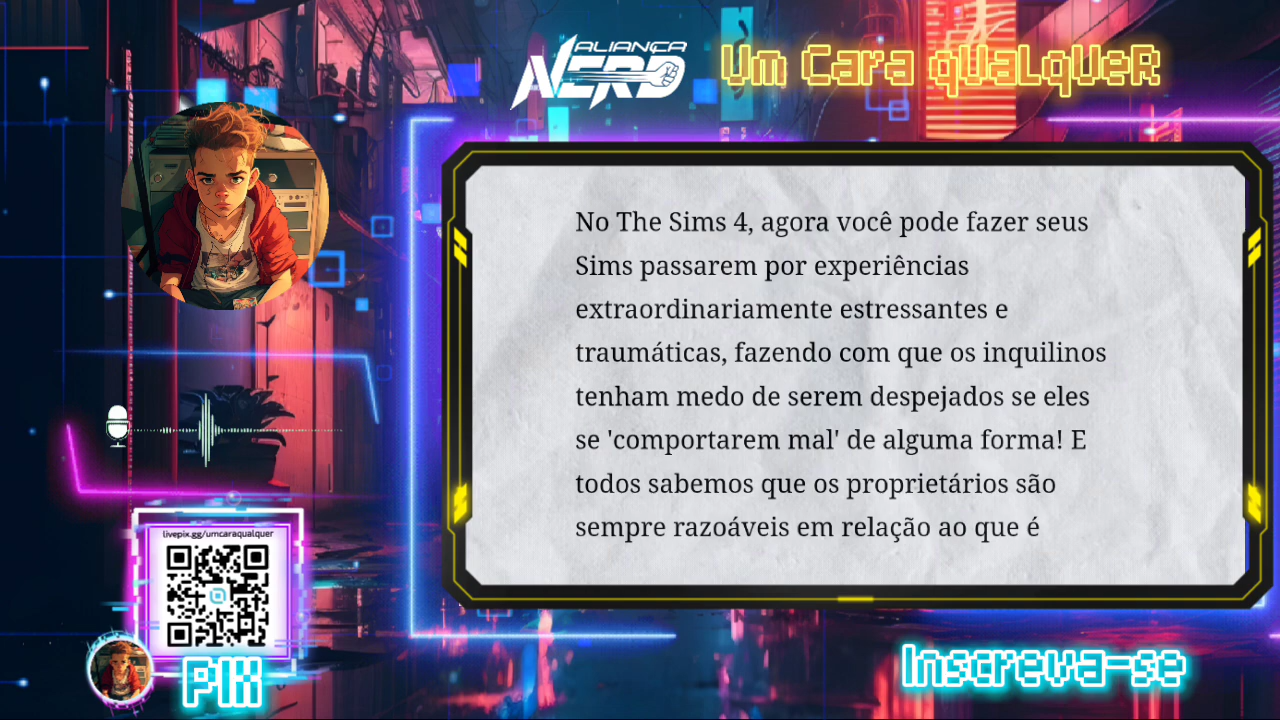 ALIANÇA
NERD
Um Cara qUaLqUeR
No The Sims 4, agora você pode fazer seus
Sims passarem por experiências
extraordinariamente estressantes e
traumáticas, fazendo com que os inquilinos
tenham medo de serem despejados se eles
se 'comportarem mal' de alguma forma! E
todos sabemos que os proprietários são
sempre razoáveis em relação ao que é
livepix.gg/umcaraqualquer
PIX
Inscreva-se